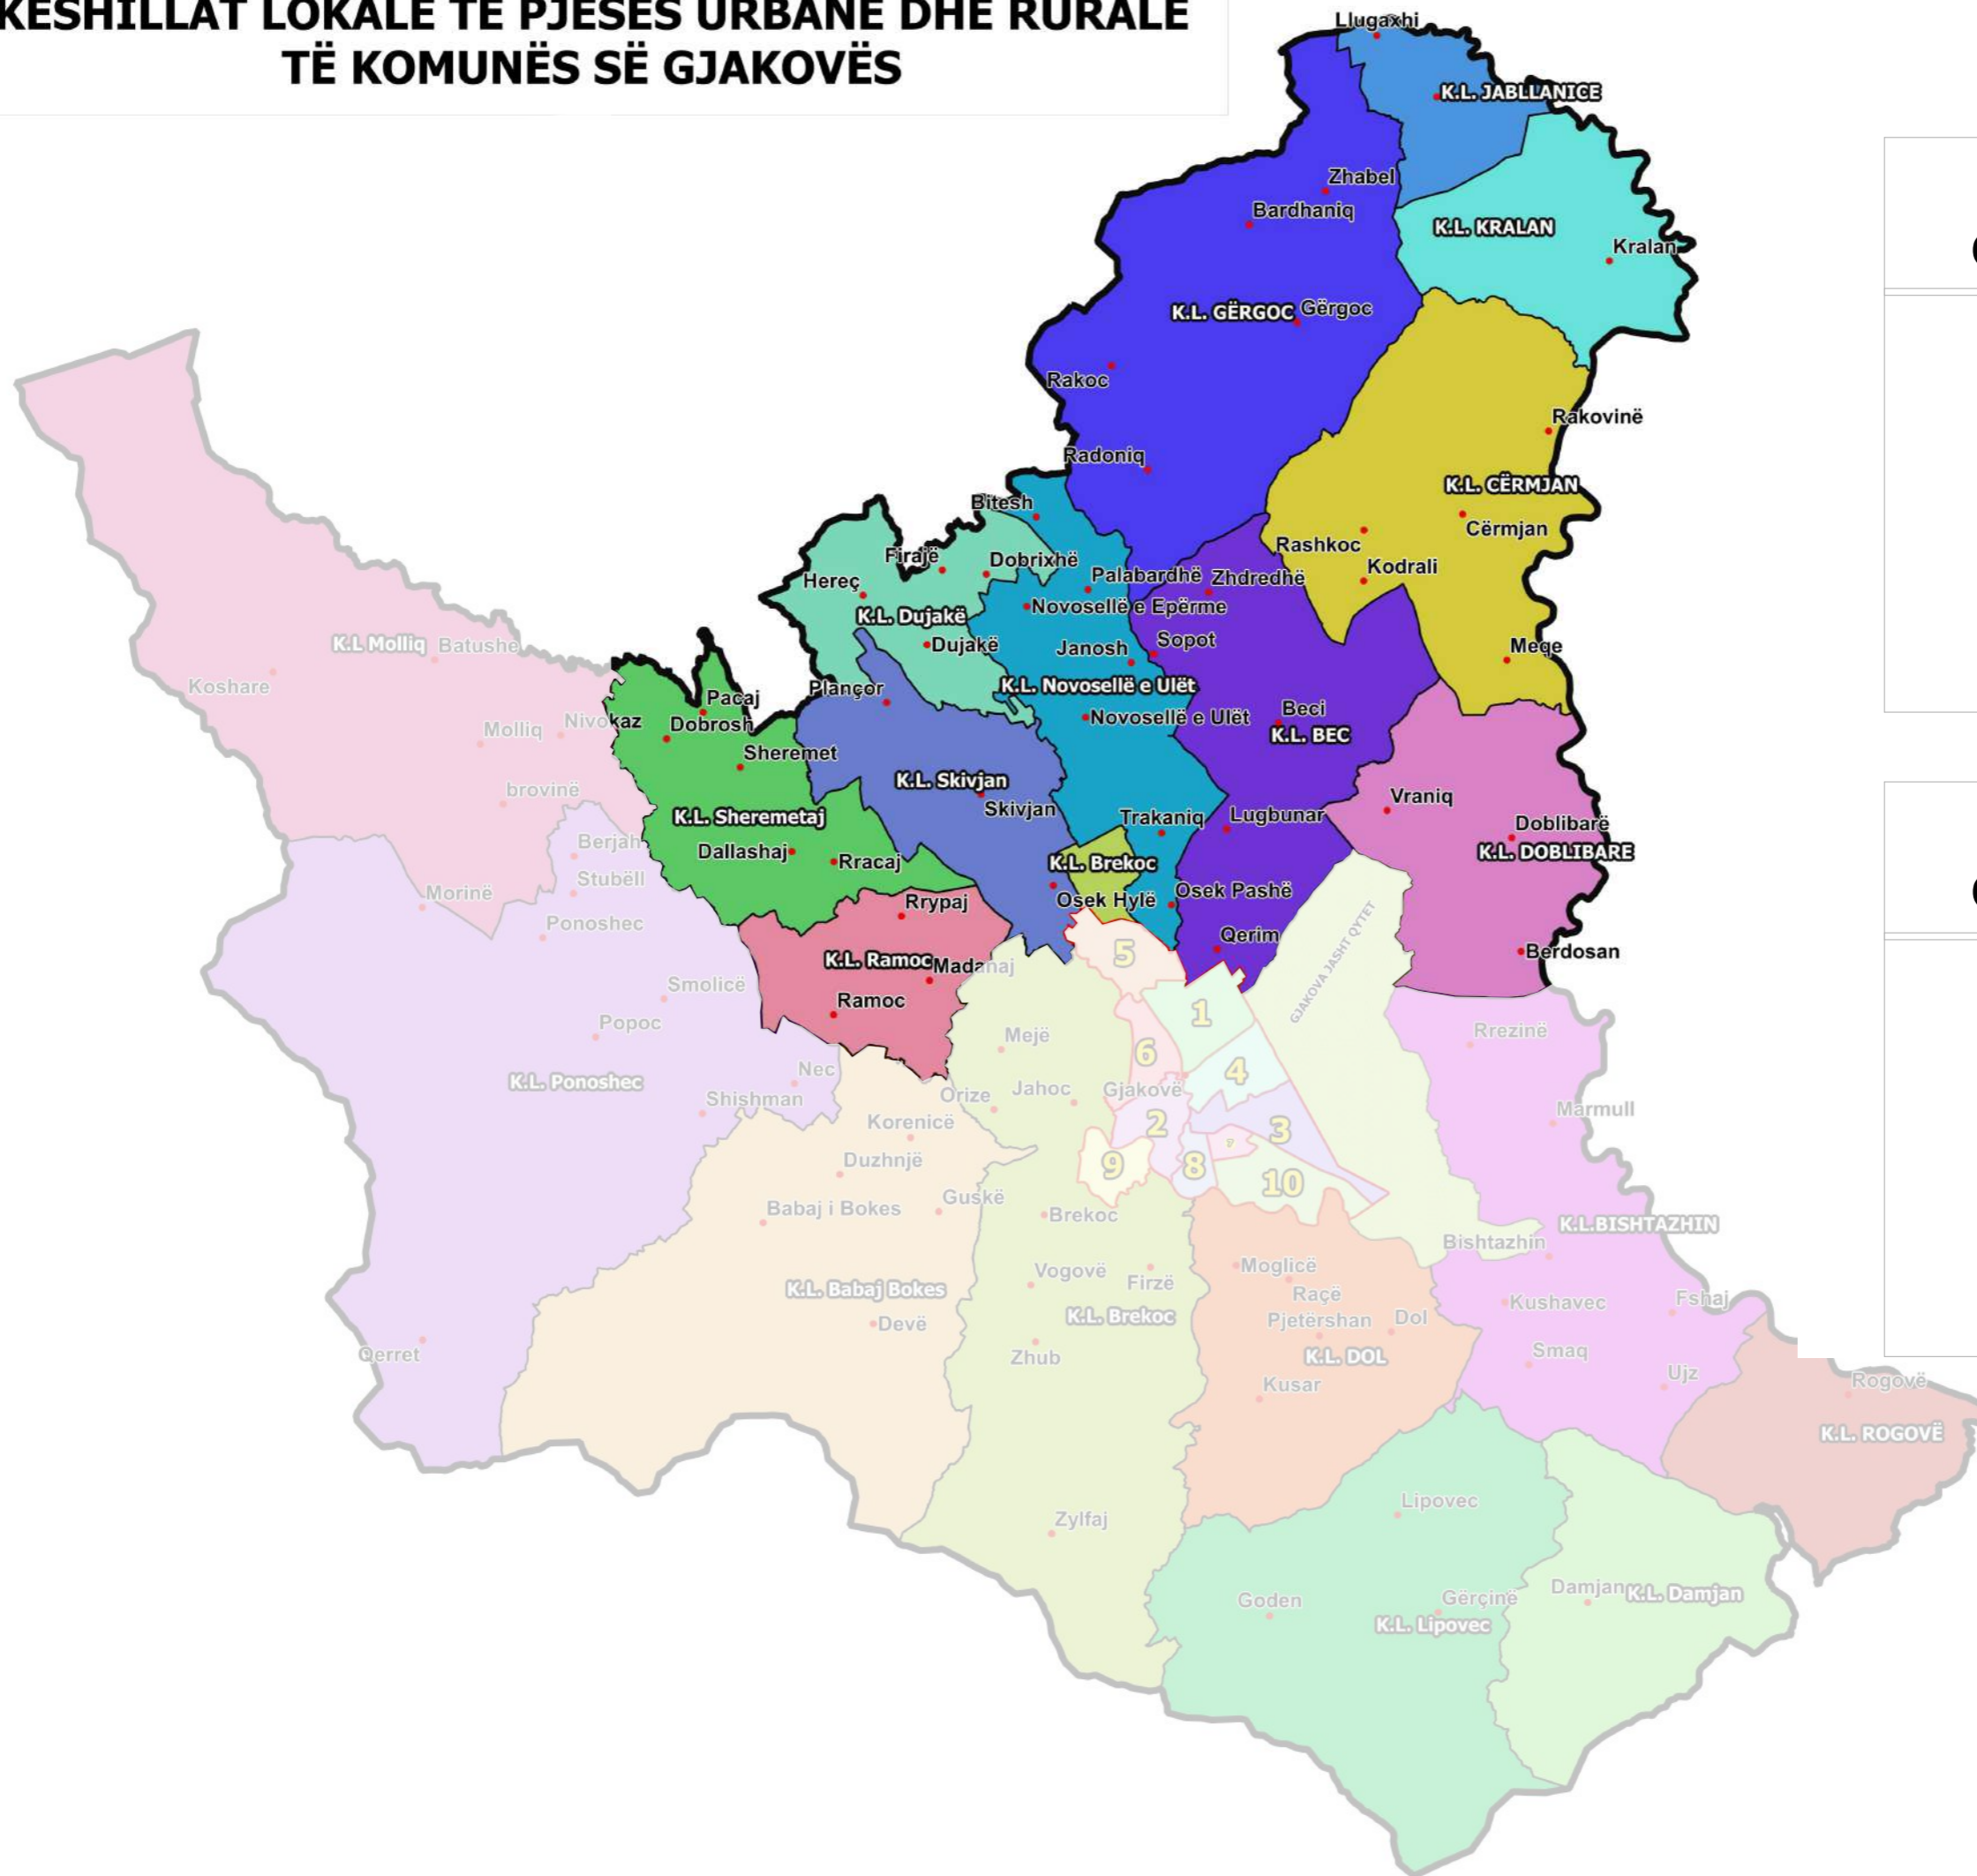 KËSHILLAT LOKALE TË PJESËS URBANE DHE RURALE
TË KOMUNËS SË GJAKOVËS
Llugaxhi
K.L. JABLLANICE
Zhabel
Bardhaniq
K.L. KRALAN
Kralan
K.L. GËRGOC Gërgoc
Rakoc
Rakovinë
Radoniq
K.L. CËRMJAN
Bitesh
Cërmjan
Rashkoc
Firajë
Dobrixhë
Kodrali
Hereç
Palabardhë
Zhdredhë
Novosellë e Epërme
K.L. Dujakë
Sopot
K.L Molliq
Batushe
Dujakë
Janosh
Meqe
Koshare
Plançor
K.L. Novosellë e Ulët
Pacaj
Nivokaz
Dobrosh
Novosellë e Ulët
Beci
Molliq
K.L. BEC
Sheremet
K.L. Skivjan
brovinë
Skivjan
Vraniq
K.L. Sheremetaj
Trakaniq
Lugbunar
Doblibarë
Berjah
Dallashaj
Rracaj
K.L. Brekoc
K.L. DOBLIBARE
Stubëll
Morinë
Osek Pashë
Rrypaj
Osek Hylë
Ponoshec
Qerim
K.L. Ramoc
Madanaj
5
Berdosan
GJAKOVA JASHT QYTET
Smolicë
Ramoc
1
Popoc
Mejë
Rrezinë
6
Nec
4
K.L. Ponoshec
Jahoc
Gjakovë
Orize
Shishman
Marmull
Korenicë
2
3
7
Duzhnjë
9
8
10
Guskë
Babaj i Bokes
Brekoc
K.L.BISHTAZHIN
Bishtazhin
Moglicë
Vogovë
Firzë
K.L. Babaj Bokes
Raçë
Kushavec
Fshaj
K.L. Brekoc
Pjetërshan
Dol
Devë
Qerret
Zhub
K.L. DOL
Smaq
Ujz
Kusar
Rogovë
K.L. ROGOVË
Lipovec
Zylfaj
Damjan
K.L. Damjan
Goden
Gërçinë
K.L. Lipovec